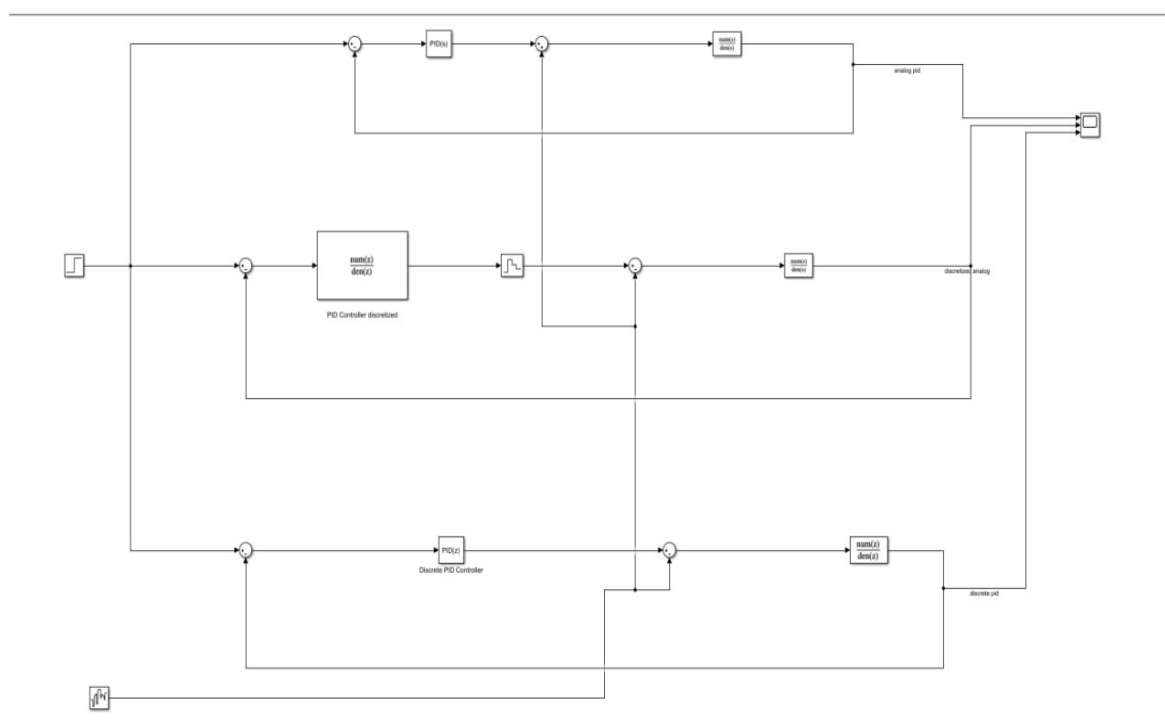 PID(s)
num(s)
den(s)
analog pid
num(z)
den(z)
PID Controller discretized
num(s)
den(s)
discretized analog
PID(z)
Discrete PID Controller
num(z)
den(z)
discrete pid